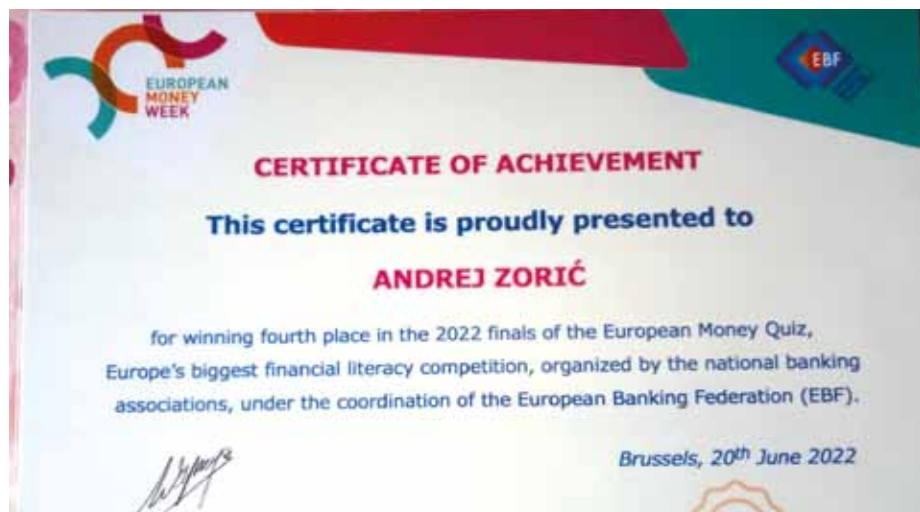 EUROPEAN
MONEY
WEEK
EBF
CERTIFICATE OF ACHIEVEMENT
This certificate is proudly presented to
ANDREJ ZORIĆ
for winning fourth place in the 2022 finals of the European Money Quiz,
Europe's biggest financial literacy competition, organized by the national banking
associations, under the coordination of the European Banking Federation (EBF).
Brussels, 20th June 2022